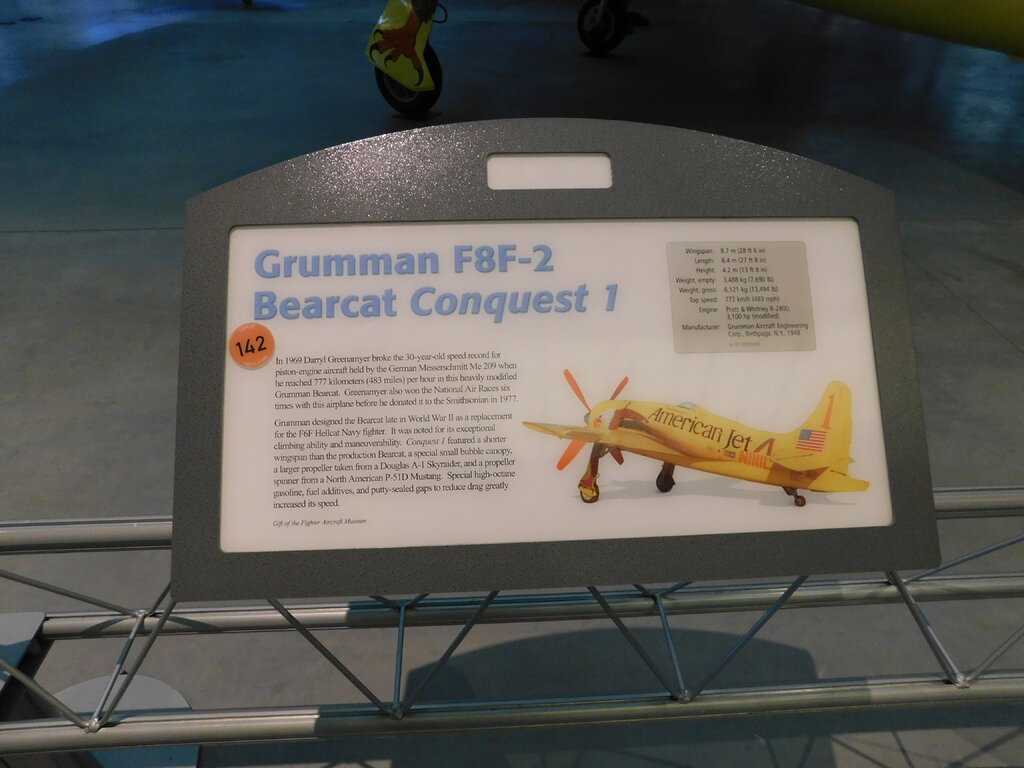 Grumman F8F-2
Bearcat Conquest 1
142
In 1969 Darryl Greenamyer broke the 30-year-old speed record for
piston-engine aircraft held by the German Messerschmitt Me 209 when
he reached 777 kilometers (483 miles) per hour in this heavily modified
Grumman Bearcat. Greenamyer also won the National Air Races six
times with this airplane before he donated it to the Smithsonian in 1977.
Grumman designed the Bearcat late in World War II as a replacement
for the F6F Hellcat Navy fighter. It was noted for its exceptional
climbing ability and maneuverability. Conquest 1 featured a shorter
wingspan than the production Bearcat, a special small bubble canopy,
a larger propeller taken from a Douglas A-1 Skyraider, and a propeller
spinner from a North American P-51D Mustang. Special high-octane
gasoline, fuel additives, and putty-sealed gaps to reduce drag greatly
increased its speed.
Gift of the Fighter Aircraft Museum
Wingspan: 8.7 m (28 ft 6 in)
Length: 8.4 m (27 ft 8 in)
Height: 4.2 m (13 ft 8 in)
Weight, empty: 3,488 kg (7,690 lb)
Weight, gross: 6,121 kg (13,494 lb)
Top speed: 777 km/h (483 mph)
Engine: Pratt & Whitney R-2800,
3,100 hp (modified)
Manufacturer: Grumman Aircraft Engineering
Corp., Bethpage, N.Y., 1948
American Jet
1